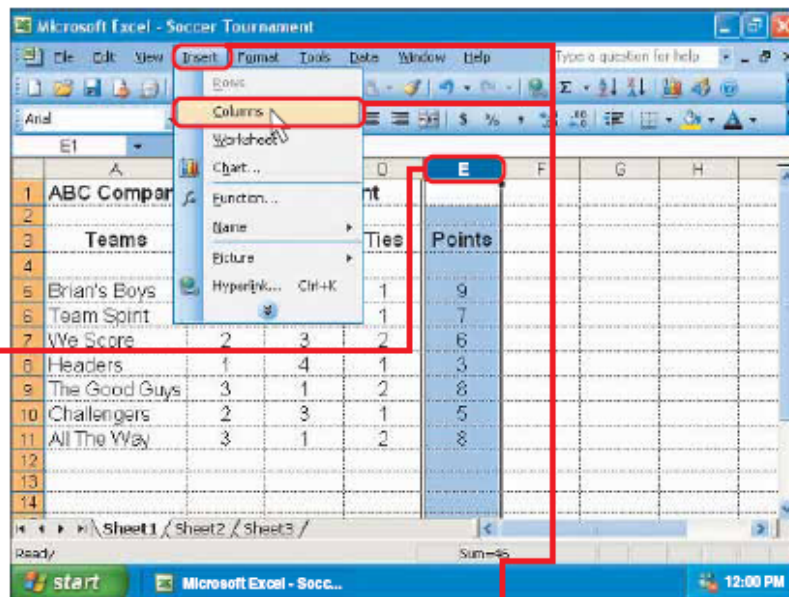 Microsoft Excel - Soccer Tournament
File Edit View Insert Format Tools Data Window Help Type a question for help
Rows
Arial
Columns
$ %
E1
Worksheet
A D E F G H
Chart...
1 ABC Compan nt
Function...
2
Name
3 Teams Ties Points
4
Picture
5 Brian's Boys 1 9
Hyperlink... Ctrl+K
6 Team Spirit 1 7
7 We Score 2 3 2 6
8 Headers 1 4 1 3
9 The Good Guys 3 1 2 8
10 Challengers 2 3 1 5
11 All The Way 3 1 2 8
12
13
14
Sheet1 / Sheet2 / Sheet3 /
Ready Sum=46
start Microsoft Excel - Socc... 12:00 PM